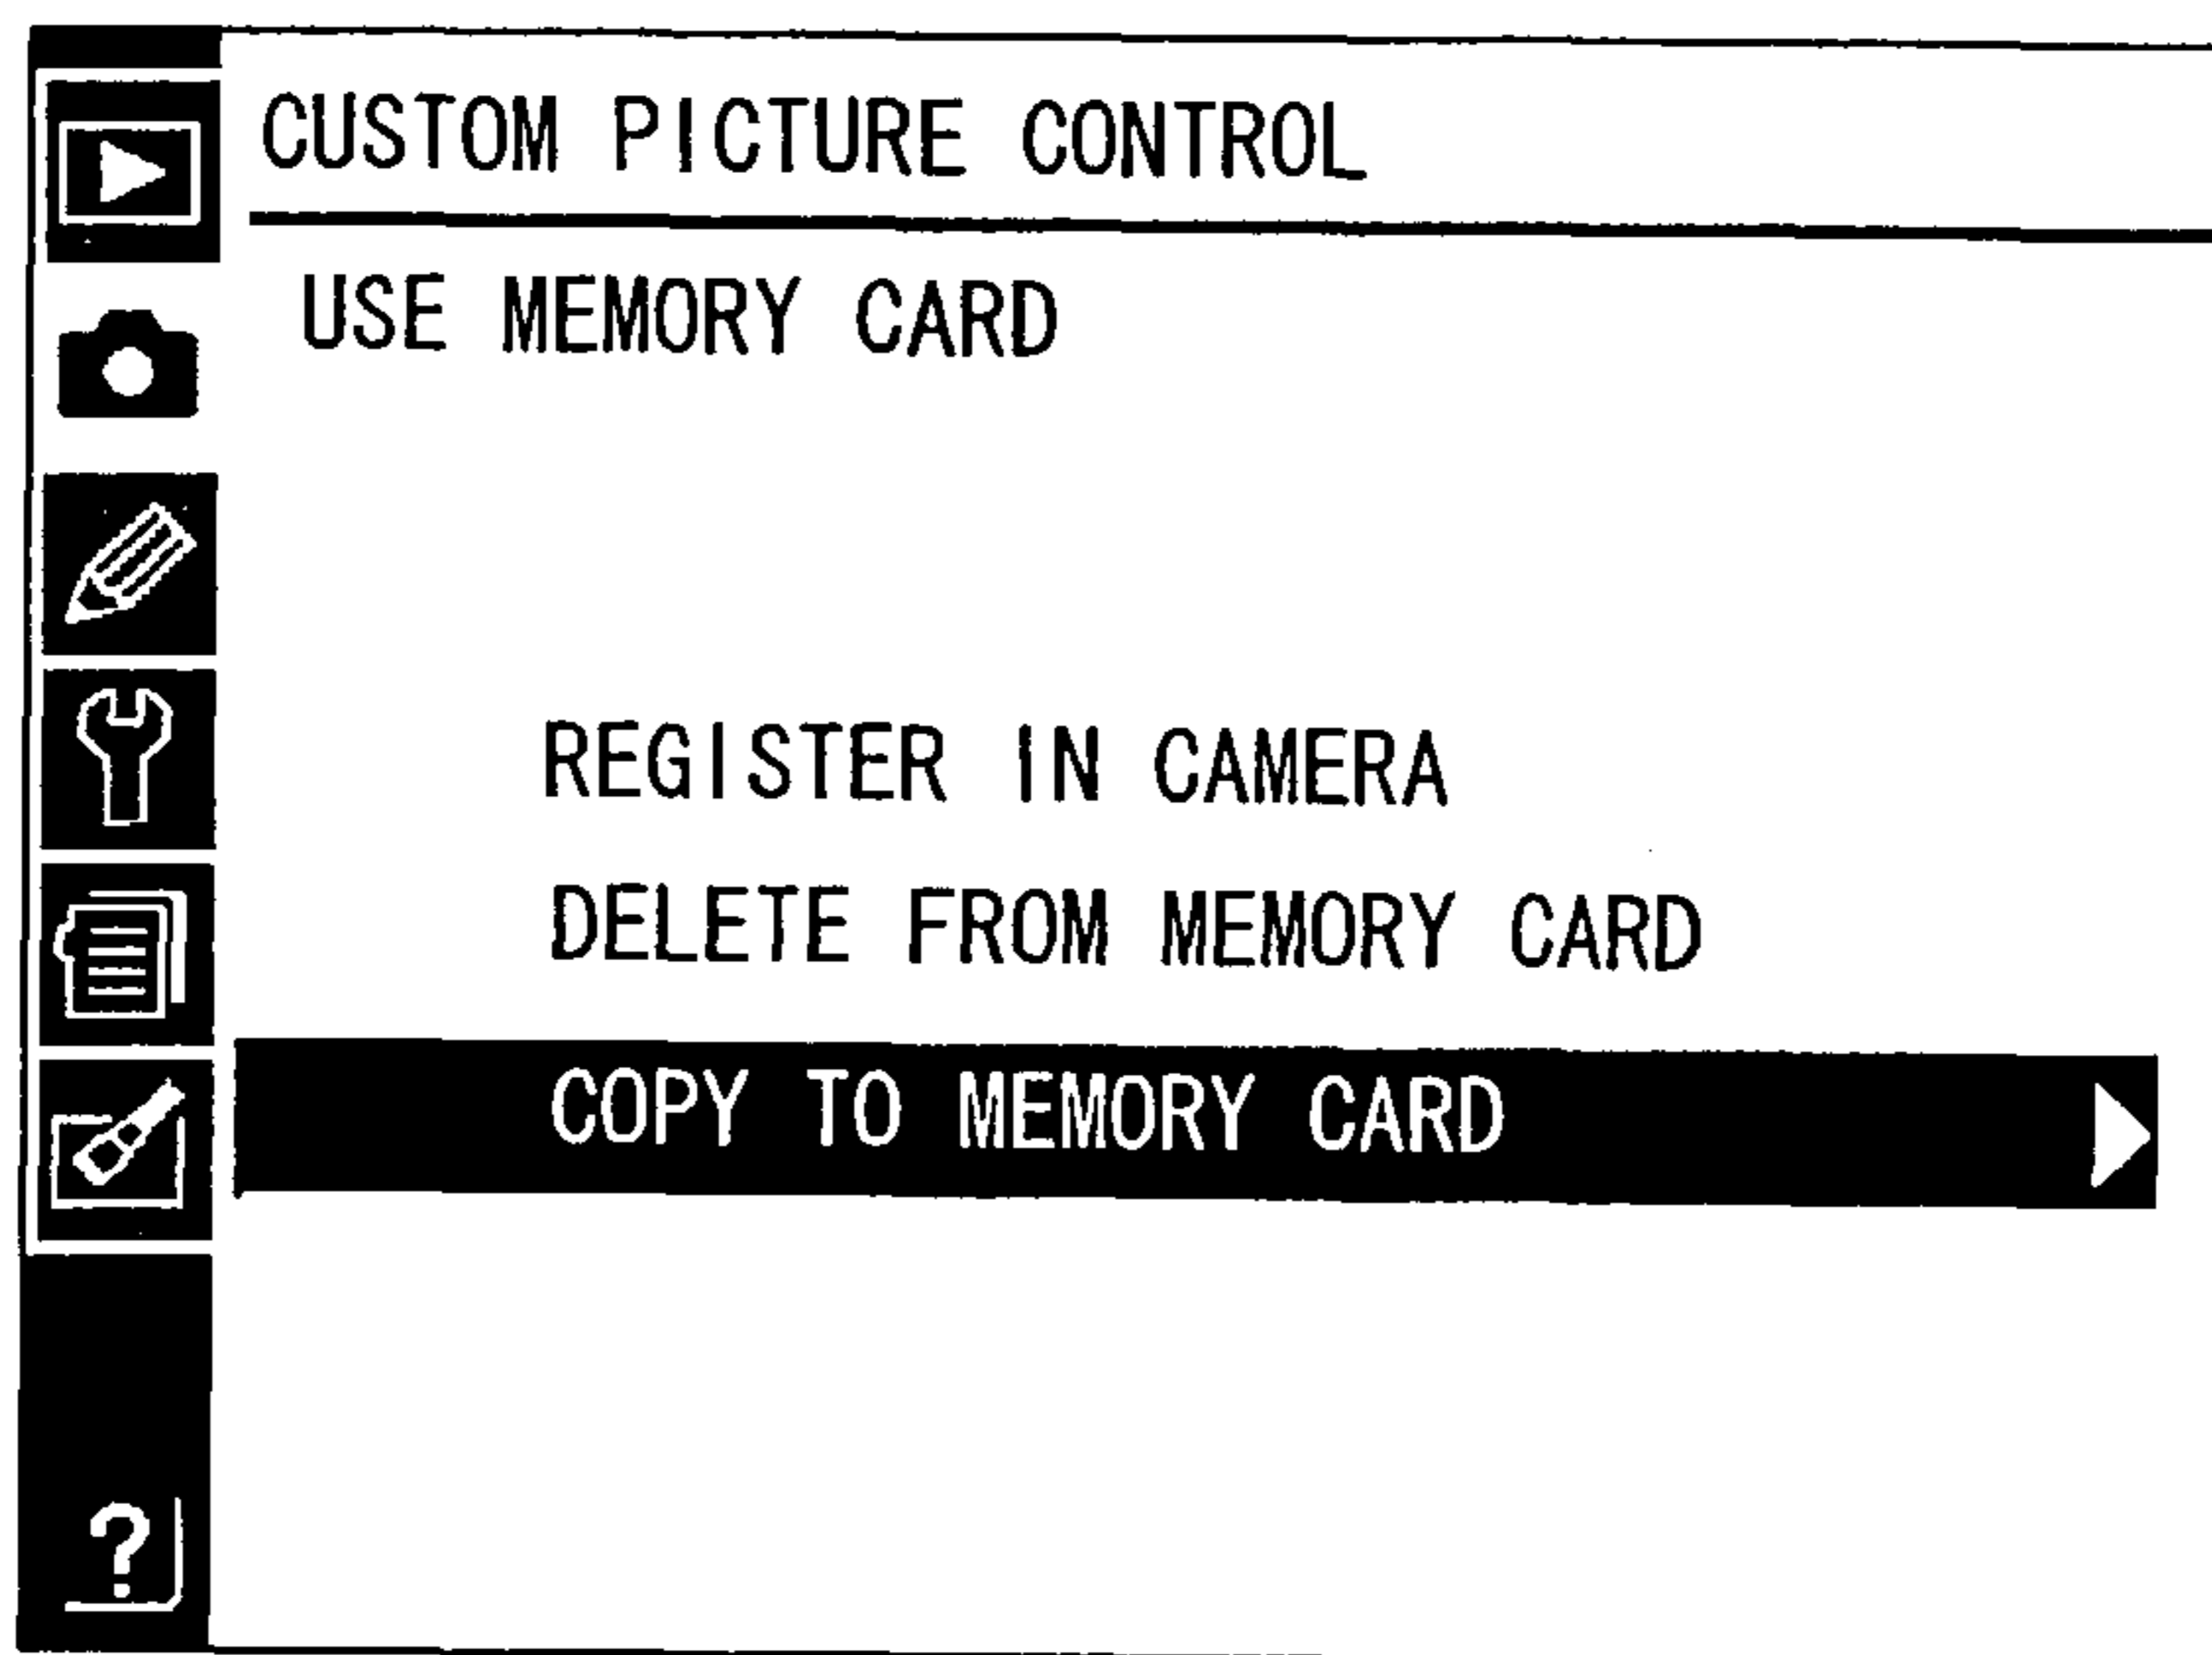 CUSTOM PICTURE CONTROL
USE MEMORY CARD
REGISTER IN CAMERA
DELETE FROM MEMORY CARD
COPY TO MEMORY CARD
?